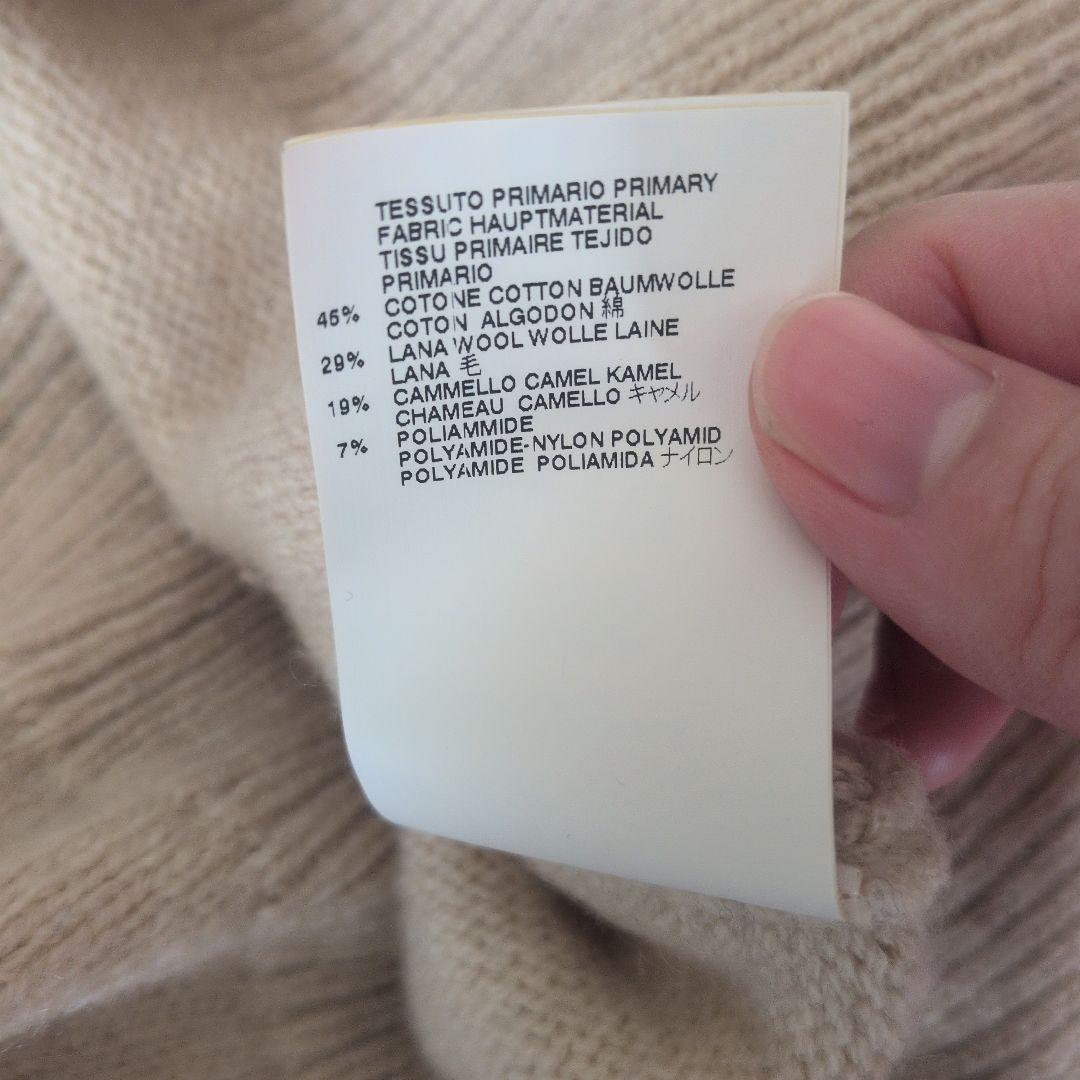 TESSUTO PRIMARIO PRIMARY
FABRIC HAUPTMATERIAL
TISSU PRIMAIRE TEJIDO
PRIMARIO
45% COTONE COTTON BAUMWOLLE
COTON ALGODON 綿
29% LANA WOOL WOLLE LAINE
LANA 毛
19% CAMMELLO CAMEL KAMEL
CHAMEAU CAMELLO キャメル
7% POLIAMMIDE
POLYAMIDE-NYLON POLYAMID
POLYAMIDE POLIAMIDA ナイロン